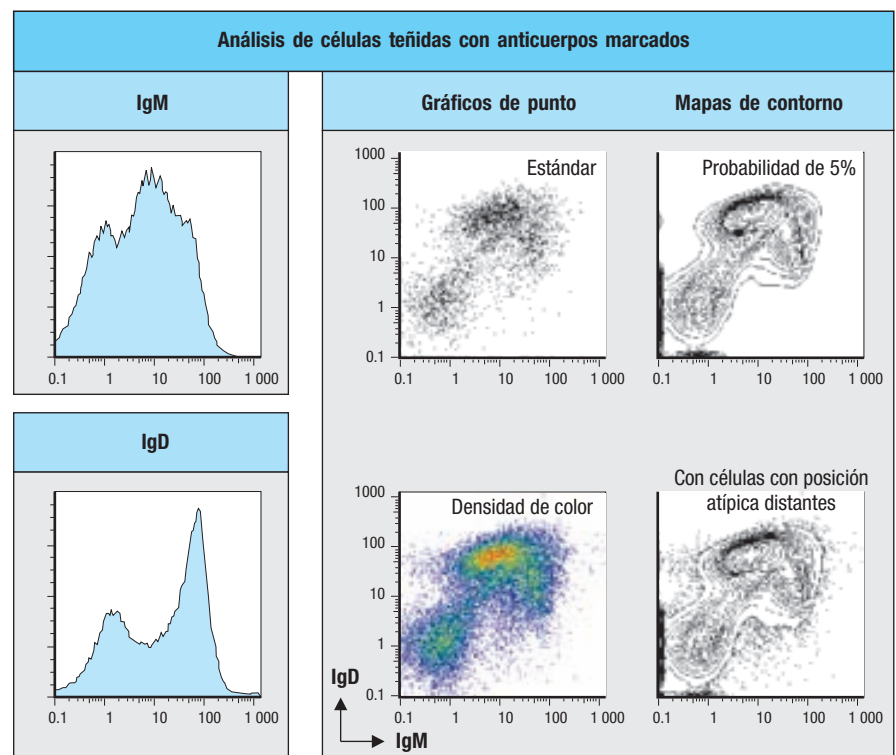 Análisis de células teñidas con anticuerpos marcados
IgM
0.1 1 10 100 1 000
IgD
0.1 1 10 100 1 000
Gráficos de punto
Mapas de contorno
1000
100
10
1
0.1
Estándar
0.1 1 10 100 1 000
Probabilidad de 5%
0.1 1 10 100 1 000
1000
100
10
1
0.1
Densidad de color
0.1 1 10 100 1 000
IgD
IgM
Con células con posición
atípica distantes
0.1 1 10 100 1 000